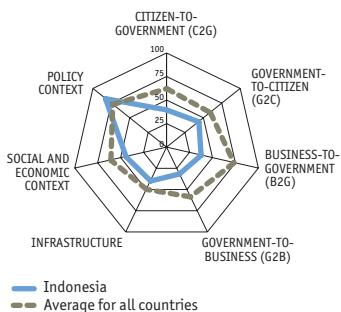 CITIZEN-TO-
GOVERNMENT (C2G)
100
75
50
25
0
GOVERNMENT-
TO-CITIZEN
(G2C)
BUSINESS-TO-
GOVERNMENT
(B2G)
GOVERNMENT-TO-
BUSINESS (G2B)
INFRASTRUCTURE
SOCIAL AND
ECONOMIC
CONTEXT
POLICY
CONTEXT
Indonesia
Average for all countries